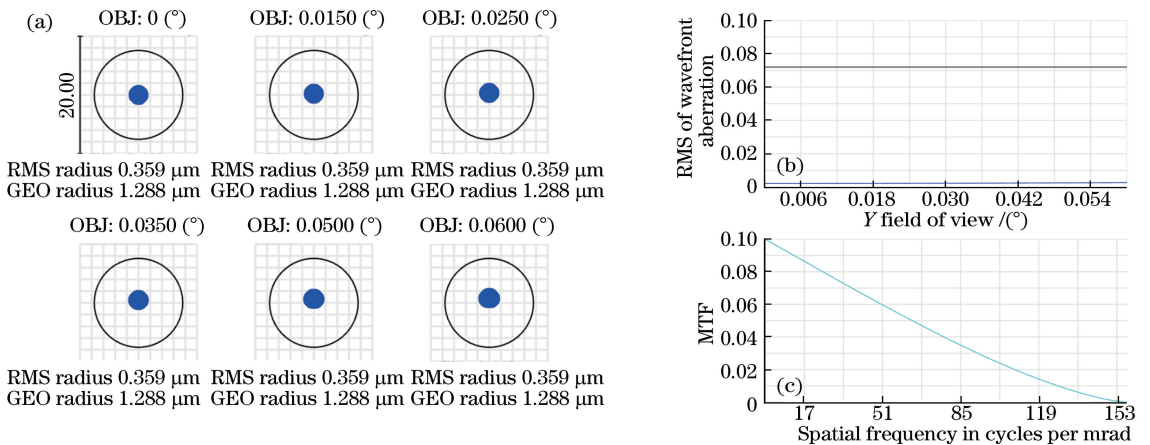 (a)
OBJ: 0 (°)
OBJ: 0.0150 (°)
OBJ: 0.0250 (°)
20.00
RMS radius 0.359 μm
GEO radius 1.288 μm
RMS radius 0.359 μm
GEO radius 1.288 μm
RMS radius 0.359 μm
GEO radius 1.288 μm
OBJ: 0.0350 (°)
OBJ: 0.0500 (°)
OBJ: 0.0600 (°)
RMS radius 0.359 μm
GEO radius 1.288 μm
RMS radius 0.359 μm
GEO radius 1.288 μm
RMS radius 0.359 μm
GEO radius 1.288 μm
RMS of wavefront
aberration
0.10
0.08
0.06
0.04
0.02
0
(b)
0.006 0.018 0.030 0.042 0.054
Y field of view /(°)
MTF
0.10
0.08
0.06
0.04
0.02
0
(c)
17 51 85 119 153
Spatial frequency in cycles per mrad